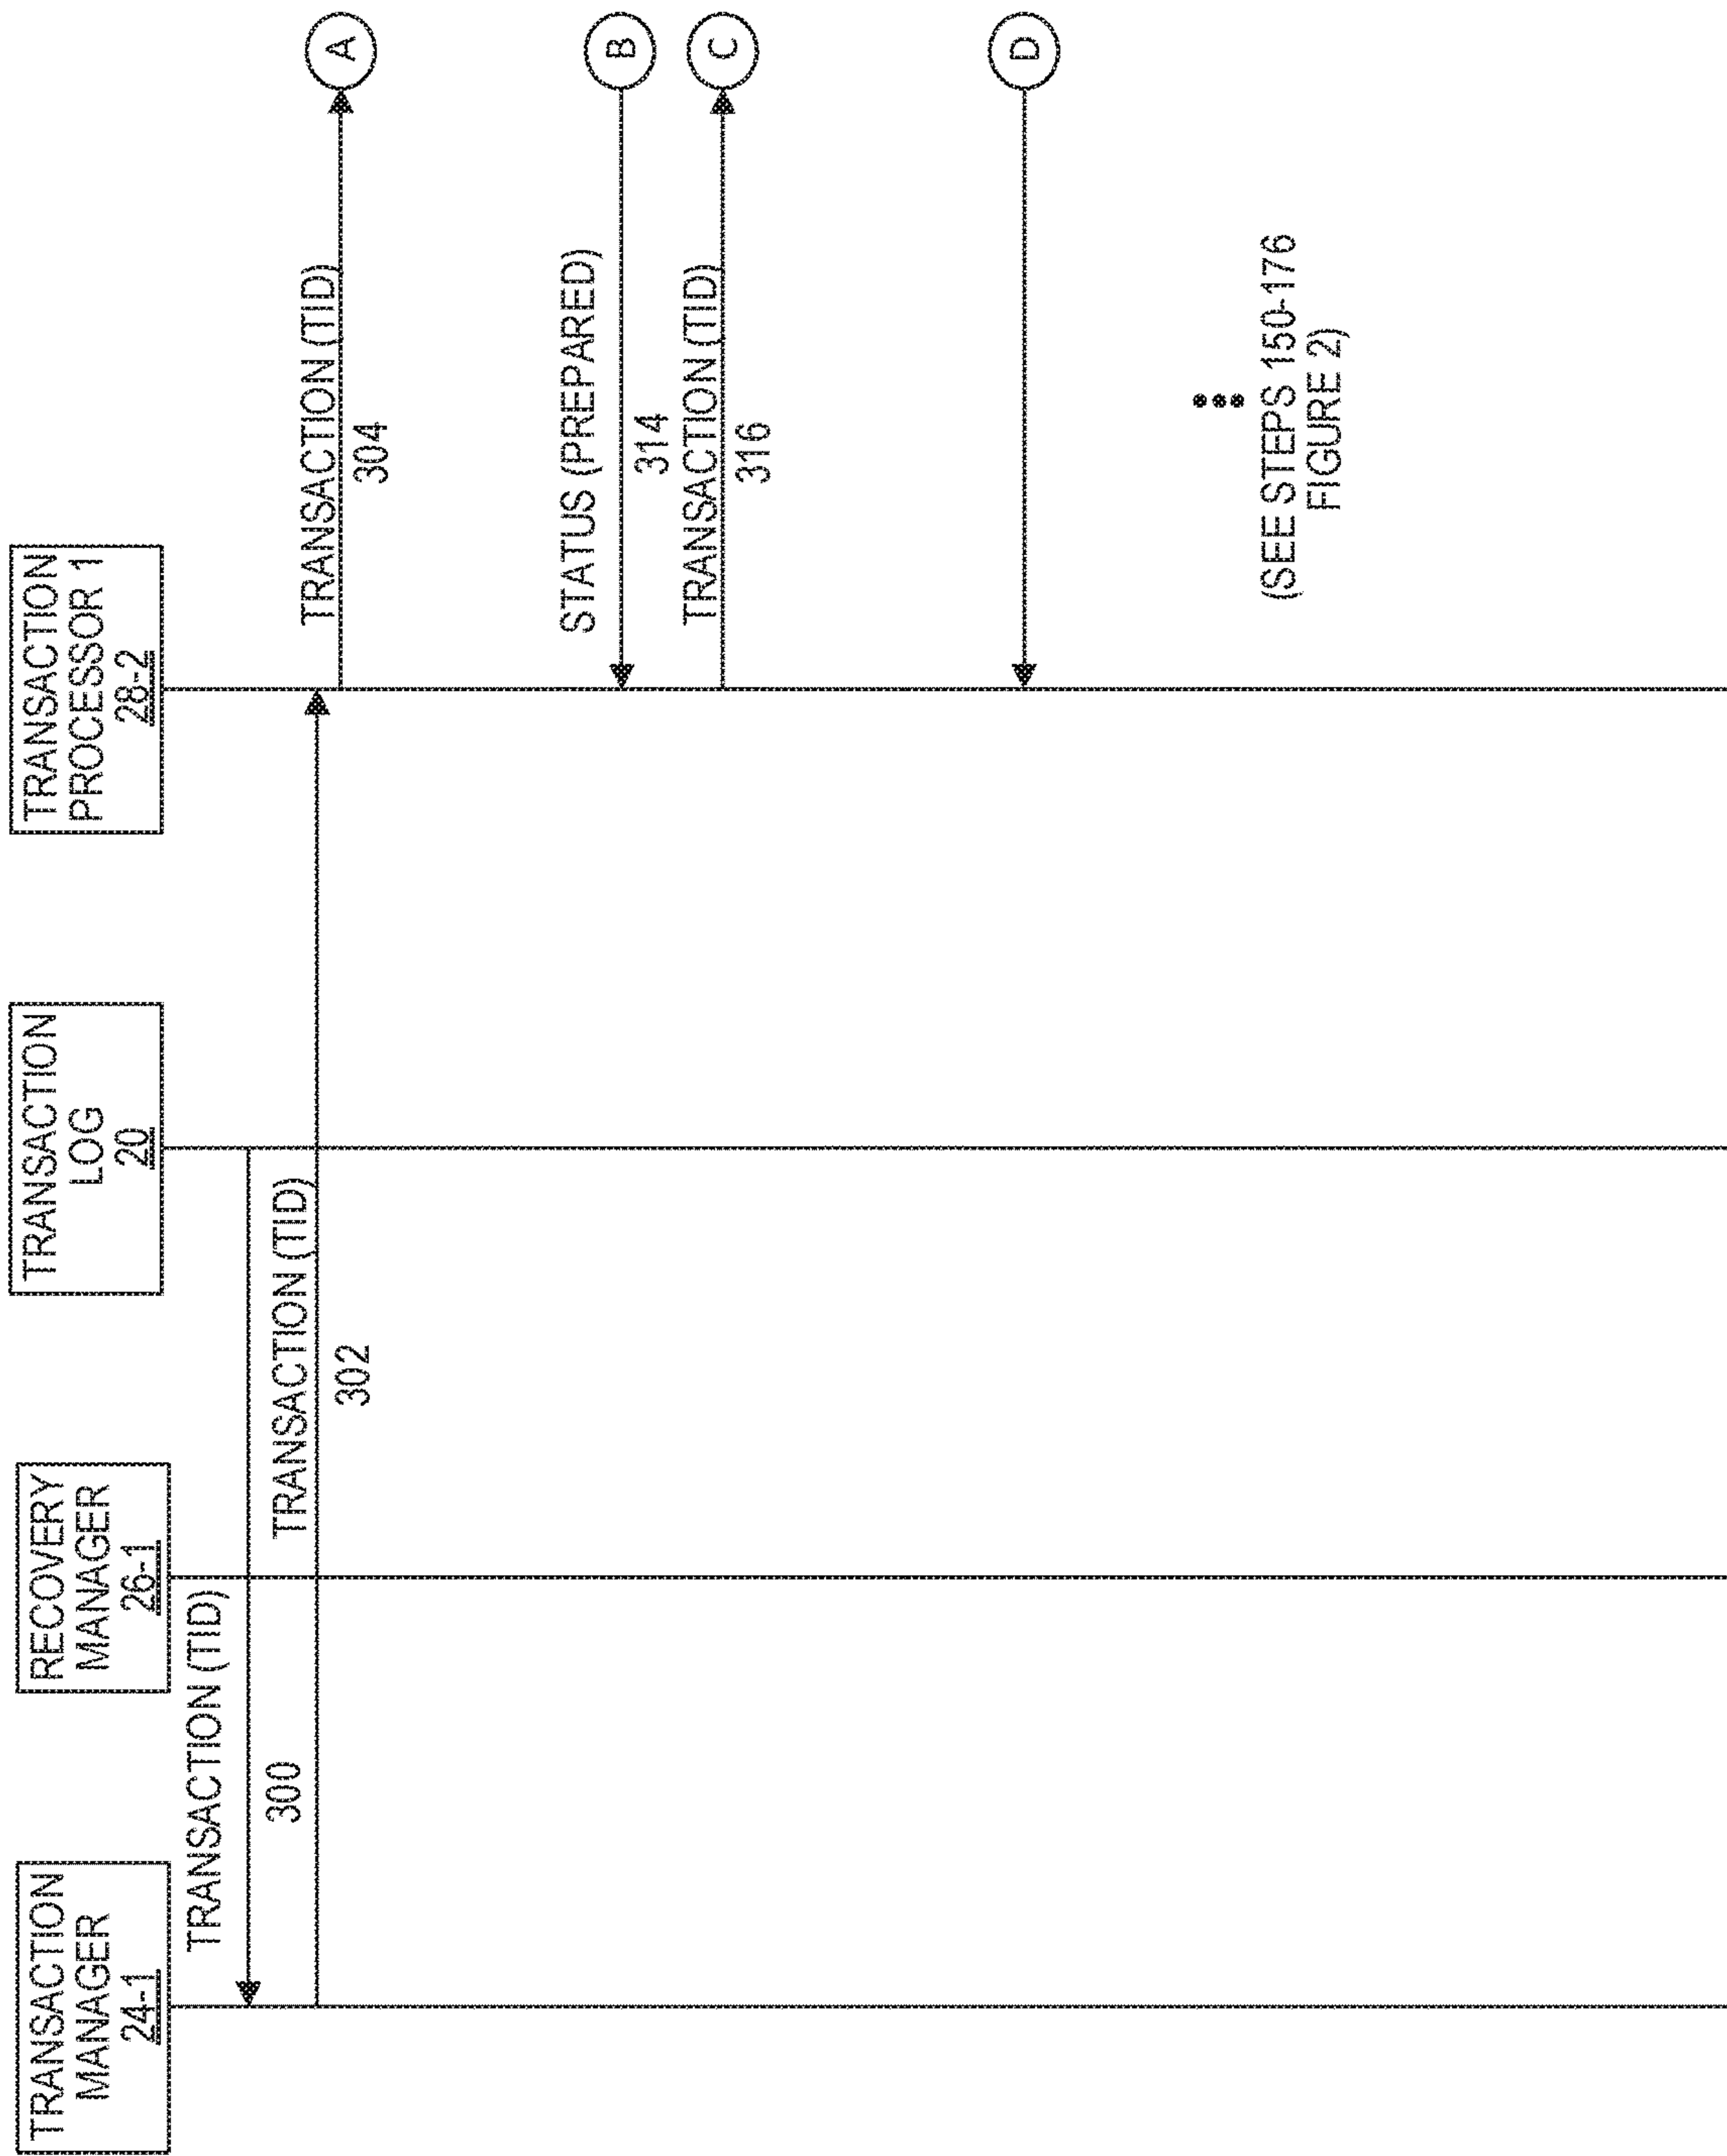 TRANSACTION
MANAGER
24-1
RECOVERY
MANAGER
26-1
TRANSACTION
LOG
20
TRANSACTION
PROCESSOR 1
28-2
TRANSACTION (TID)
300
TRANSACTION (TID)
302
TRANSACTION (TID)
304
A
STATUS (PREPARED)
314
B
TRANSACTION (TID)
316
C
D
(SEE STEPS 150-176
FIGURE 2)